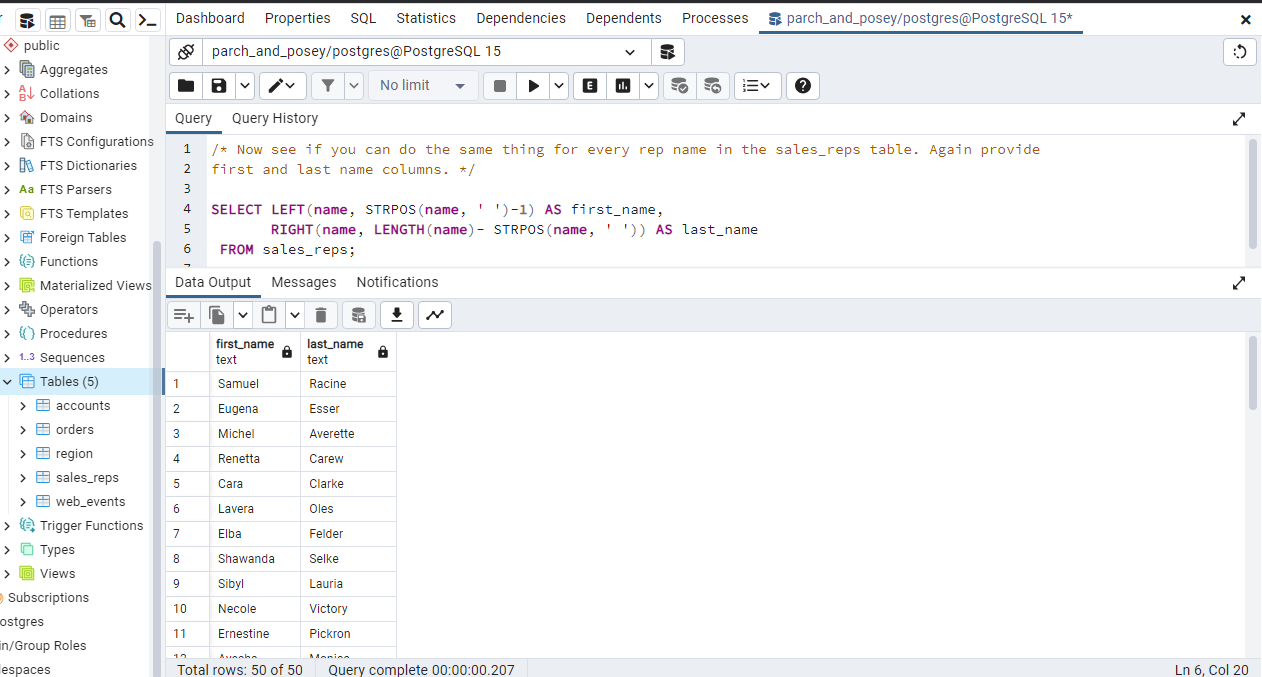 Dashboard Properties SQL Statistics Dependencies Dependents Processes parch_and_posey/postgres@PostgreSQL 15*
public
Aggregates
Collations
Domains
FTS Configurations
FTS Dictionaries
Aa FTS Parsers
FTS Templates
Foreign Tables
Functions
Materialized Views
Operators
Procedures
1..3 Sequences
Tables (5)
accounts
orders
region
sales_reps
web_events
Trigger Functions
Types
Views
Subscriptions
ostgres
in/Group Roles
lespaces
parch_and_posey/postgres@PostgreSQL 15
No limit
E
Query Query History
1 /* Now see if you can do the same thing for every rep name in the sales_reps table. Again provide
2 first and last name columns. */
3
4 SELECT LEFT(name, STRPOS(name, ' ')-1) AS first_name,
5 RIGHT(name, LENGTH(name)- STRPOS(name, ' ')) AS last_name
6 FROM sales_reps;
Data Output Messages Notifications
first_name last_name
text text
1 Samuel Racine
2 Eugena Esser
3 Michel Averette
4 Renetta Carew
5 Cara Clarke
6 Lavera Oles
7 Elba Felder
8 Shawanda Selke
9 Sibyl Lauria
10 Necole Victory
11 Ernestine Pickron
Total rows: 50 of 50 Query complete 00:00:00.207 Ln 6, Col 20